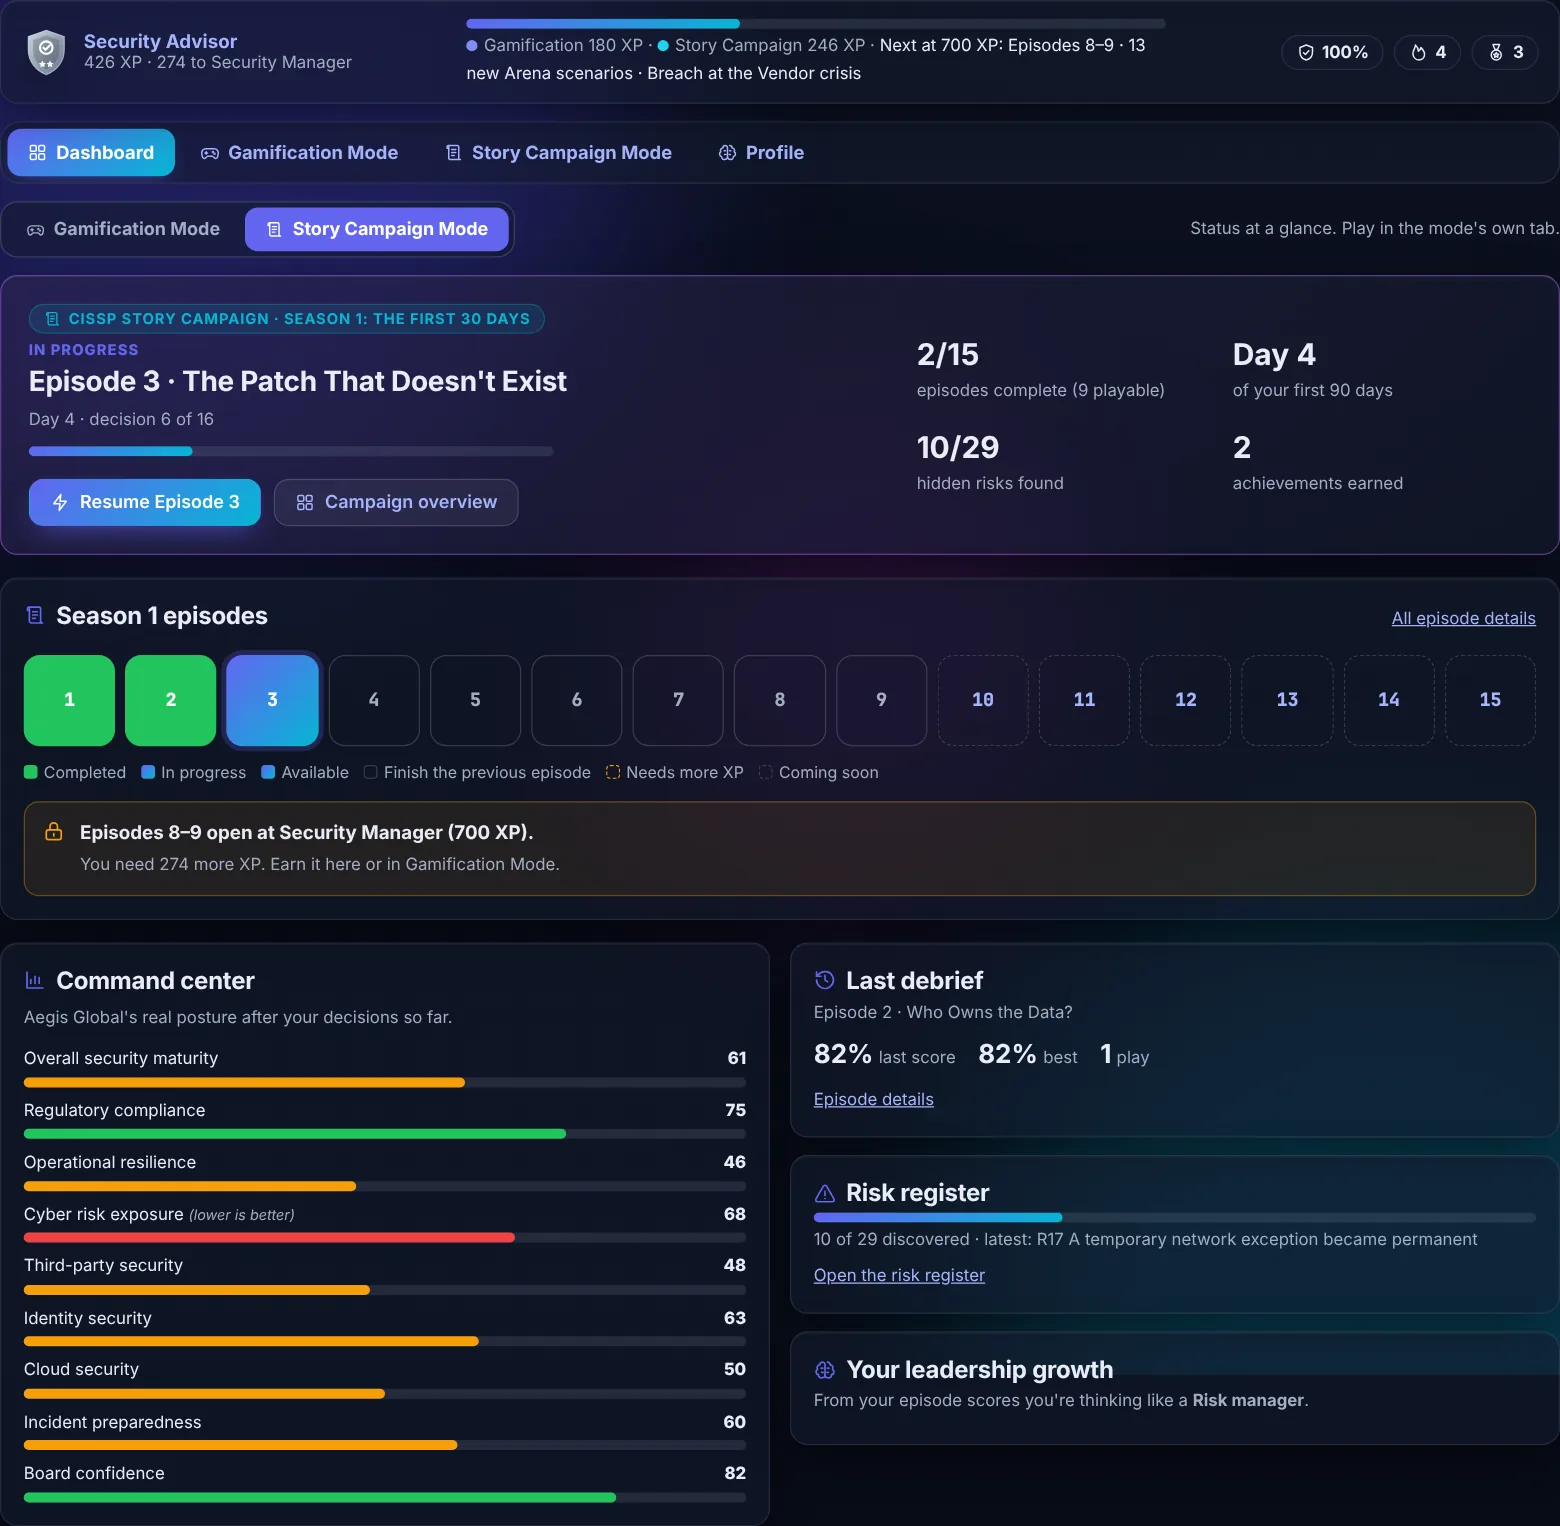 Security Advisor
426 XP · 274 to Security Manager
Gamification 180 XP · Story Campaign 246 XP · Next at 700 XP: Episodes 8–9 · 13
new Arena scenarios · Breach at the Vendor crisis
100%
4
3
Dashboard
Gamification Mode
Story Campaign Mode
Profile
Gamification Mode
Story Campaign Mode
Status at a glance. Play in the mode's own tab.
CISSP STORY CAMPAIGN · SEASON 1: THE FIRST 30 DAYS
IN PROGRESS
Episode 3 · The Patch That Doesn't Exist
Day 4 · decision 6 of 16
Resume Episode 3
Campaign overview
2/15
episodes complete (9 playable)
Day 4
of your first 90 days
10/29
hidden risks found
2
achievements earned
Season 1 episodes
All episode details
1 2 3 4 5 6 7 8 9 10 11 12 13 14 15
Completed In progress Available Finish the previous episode Needs more XP Coming soon
Episodes 8–9 open at Security Manager (700 XP).
You need 274 more XP. Earn it here or in Gamification Mode.
Command center
Aegis Global's real posture after your decisions so far.
Overall security maturity 61
Regulatory compliance 75
Operational resilience 46
Cyber risk exposure (lower is better) 68
Third-party security 48
Identity security 63
Cloud security 50
Incident preparedness 60
Board confidence 82
Last debrief
Episode 2 · Who Owns the Data?
82% last score 82% best 1 play
Episode details
Risk register
10 of 29 discovered · latest: R17 A temporary network exception became permanent
Open the risk register
Your leadership growth
From your episode scores you're thinking like a Risk manager.